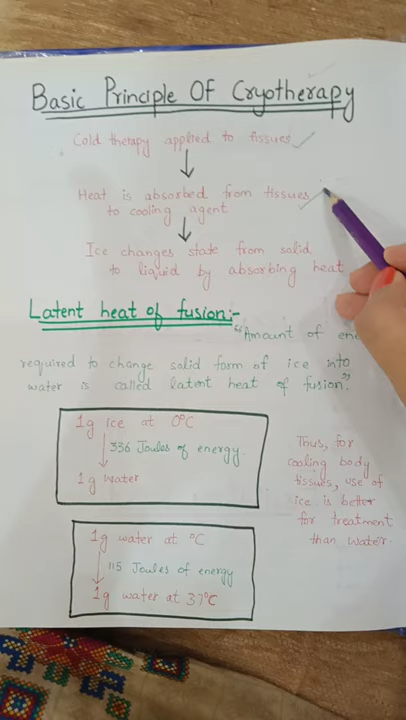 Basic Principle Of Cryotherapy
Cold therapy applied to tissues
Heat is absorbed from tissues
to cooling agent
Ice changes state from solid
to liquid by absorbing heat
Latent heat of fusion:-
"Amount of ene
required to change solid form of ice into
water is called latent heat of fusion."
1g ice at 0°C
336 Joules of energy.
1g water
Thus, for
cooling body
tissues, use of
ice is better
for treatment
than water.
1g water at °C
115 Joules of energy
1g water at 37°C